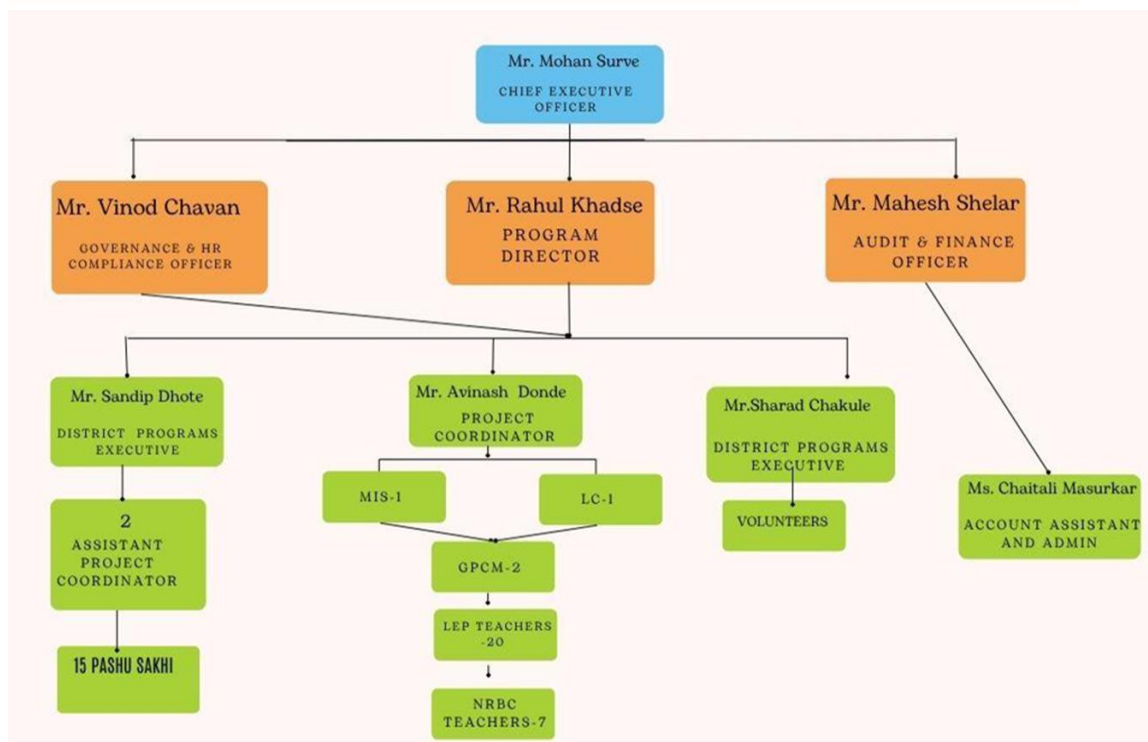 Mr. Mohan Surve
CHIEF EXECUTIVE
OFFICER
Mr. Vinod Chavan
GOVERNANCE & HR
COMPLIANCE OFFICER
Mr. Rahul Khadse
PROGRAM
DIRECTOR
Mr. Mahesh Shelar
AUDIT & FINANCE
OFFICER
Mr. Sandip Dhote
DISTRICT PROGRAMS
EXECUTIVE
2
ASSISTANT
PROJECT
COORDINATOR
15 PASHU SAKHI
Mr. Avinash Donde
PROJECT
COORDINATOR
MIS-1
LC-1
GPCM-2
LEP TEACHERS
-20
NRBC
TEACHERS-7
Mr.Sharad Chakule
DISTRICT PROGRAMS
EXECUTIVE
VOLUNTEERS
Ms. Chaitali Masurkar
ACCOUNT ASSISTANT
AND ADMIN